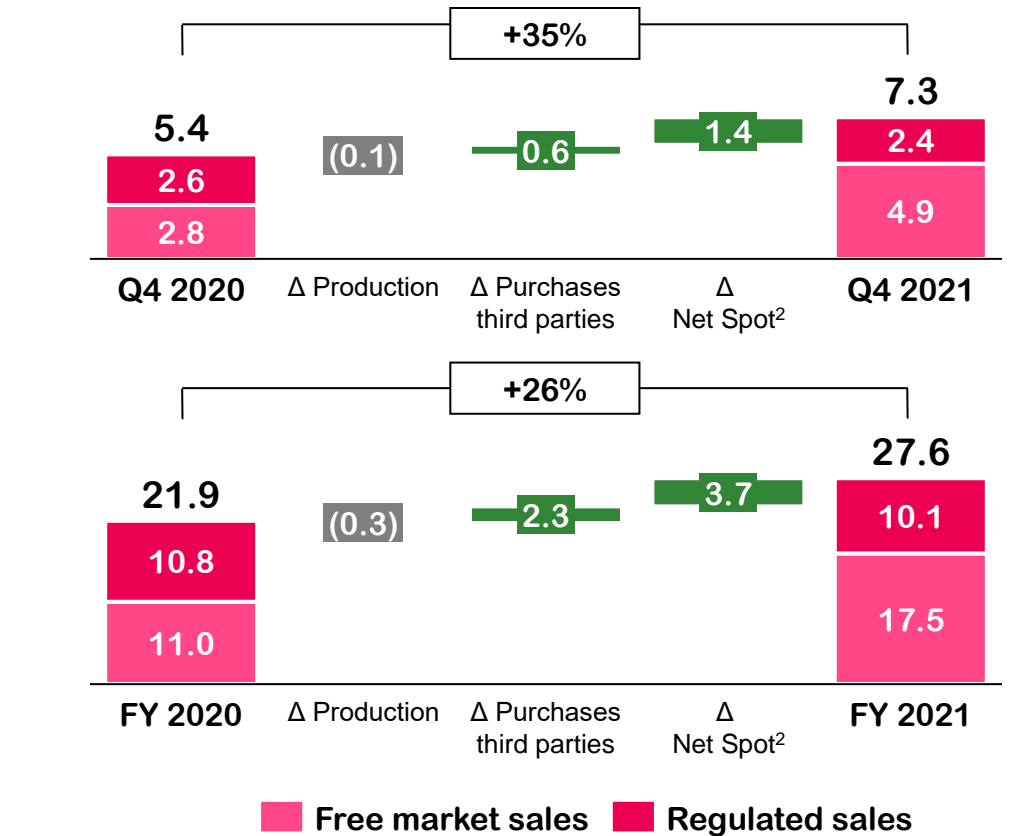 +35%
7.3
5.4
1.4
2.4
(0.1)
0.6
2.6
4.9
2.8
Q4 2020
Δ Production
Δ Purchases
third parties
Δ
Net Spot²
Q4 2021
+26%
27.6
21.9
3.7
10.1
(0.3)
2.3
10.8
17.5
11.0
FY 2020
Δ Production
Δ Purchases
third parties
Δ
Net Spot²
FY 2021
Free market sales
Regulated sales